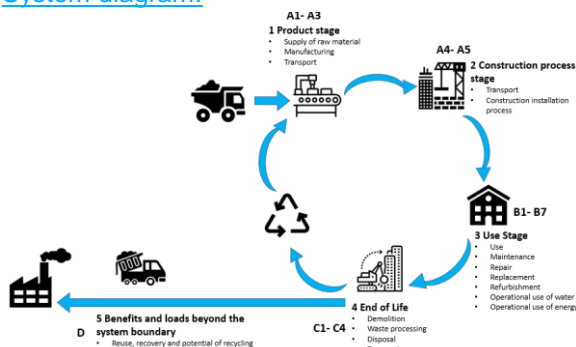 System diagram:
A1- A3
1 Product stage
• Supply of raw material
• Manufacturing
• Transport
A4- A5
2 Construction process
stage
• Transport
• Construction installation
process
B1- B7
3 Use Stage
• Use
• Maintenance
• Repair
• Replacement
• Refurbishment
• Operational use of water
• Operational use of energy
4 End of Life
C1- C4
• Demolition
• Waste processing
• Disposal
5 Benefits and loads beyond the
D system boundary
• Reuse, recovery and potential of recycling